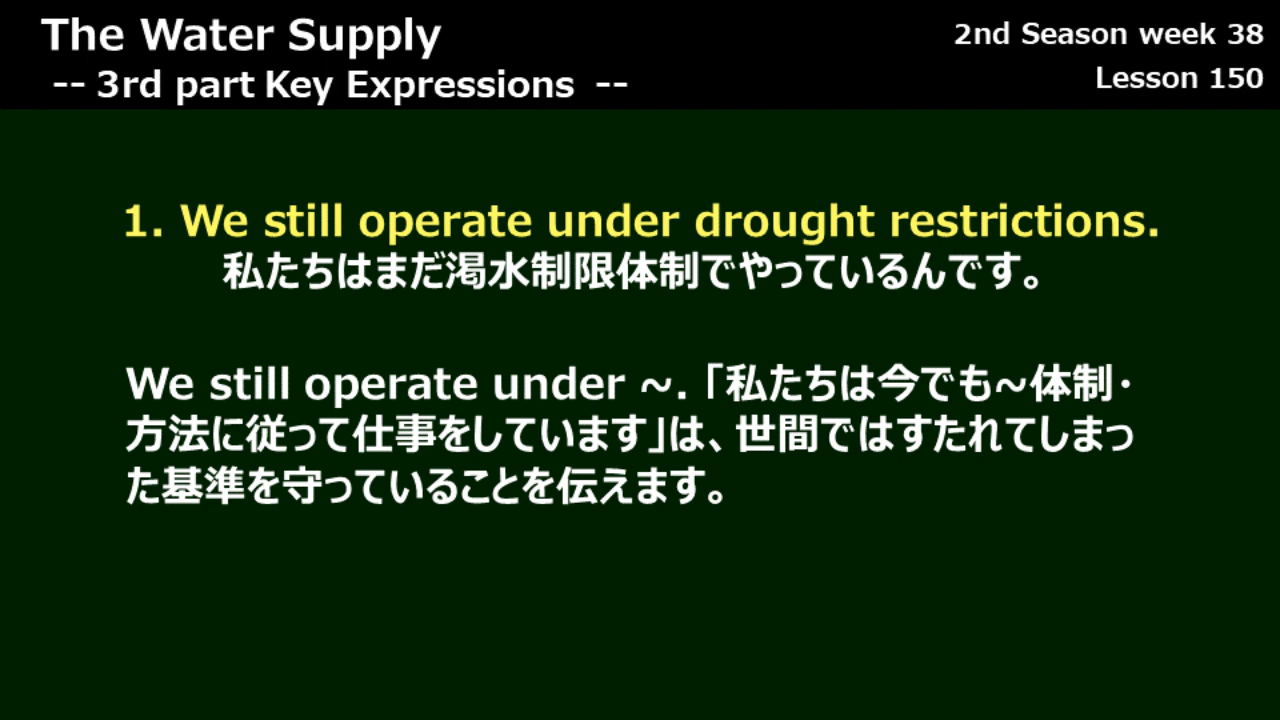 The Water Supply
-- 3rd part Key Expressions --
2nd Season week 38
Lesson 150
1. We still operate under drought restrictions.
私たちはまだ渇水制限体制でやっているんです。
We still operate under ~. 「私たちは今でも~体制・
方法に従って仕事をしています」は、世間ではすたれてしまっ
た基準を守っていることを伝えます。